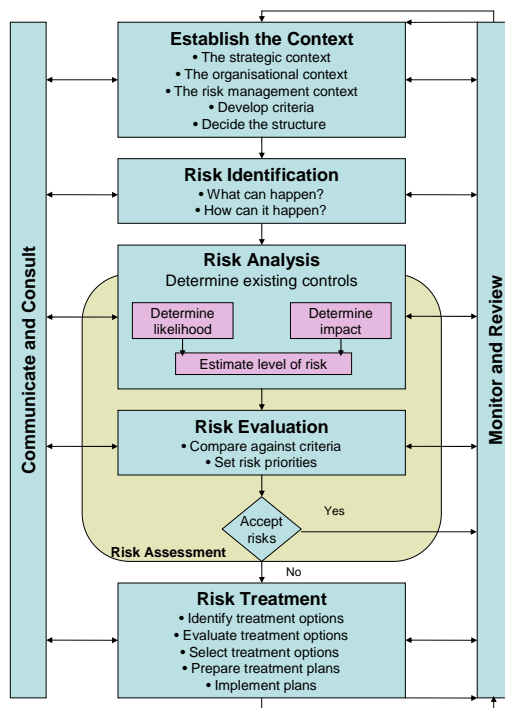 Establish the Context
• The strategic context
• The organisational context
• The risk management context
• Develop criteria
• Decide the structure
Risk Identification
• What can happen?
• How can it happen?
Risk Analysis
Determine existing controls
Determine
likelihood
Determine
impact
Estimate level of risk
Risk Evaluation
• Compare against criteria
• Set risk priorities
Accept
risks
Yes
Risk Assessment
No
Risk Treatment
• Identify treatment options
• Evaluate treatment options
• Select treatment options
• Prepare treatment plans
• Implement plans
Communicate and Consult
Monitor and Review